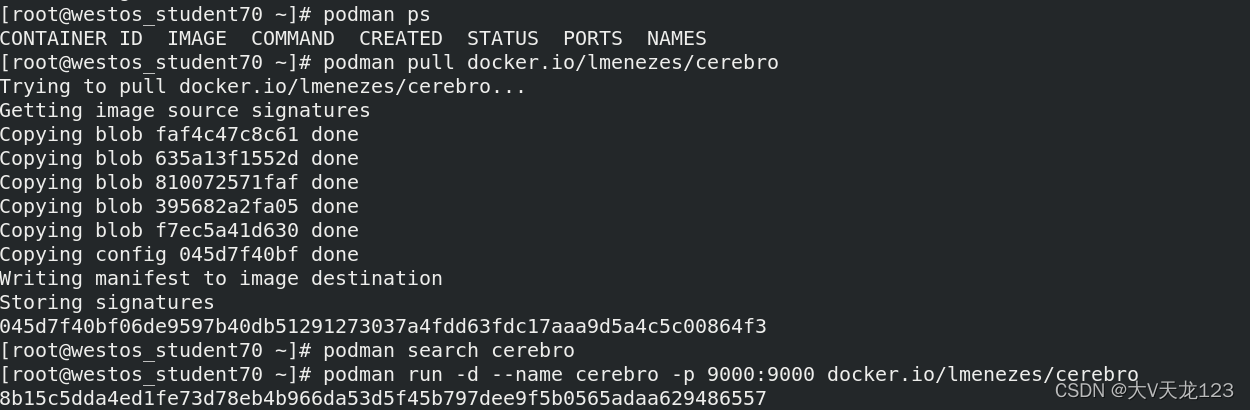 [root@westos_student70 ~]# podman ps
CONTAINER ID  IMAGE  COMMAND  CREATED  STATUS  PORTS  NAMES
[root@westos_student70 ~]# podman pull docker.io/lmenezes/cerebro
Trying to pull docker.io/lmenezes/cerebro...
Getting image source signatures
Copying blob faf4c47c8c61 done
Copying blob 635a13f1552d done
Copying blob 810072571faf done
Copying blob 395682a2fa05 done
Copying blob f7ec5a41d630 done
Copying config 045d7f40bf done
Writing manifest to image destination
Storing signatures
045d7f40bf06de9597b40db51291273037a4fdd63fdc17aaa9d5a4c5c00864f3
[root@westos_student70 ~]# podman search cerebro
[root@westos_student70 ~]# podman run -d --name cerebro -p 9000:9000 docker.io/lmenezes/cerebro
8b15c5dda4ed1fe73d78eb4b966da53d5f45b797dee9f5b0565adaa629486557
CSDN @大V天龙123